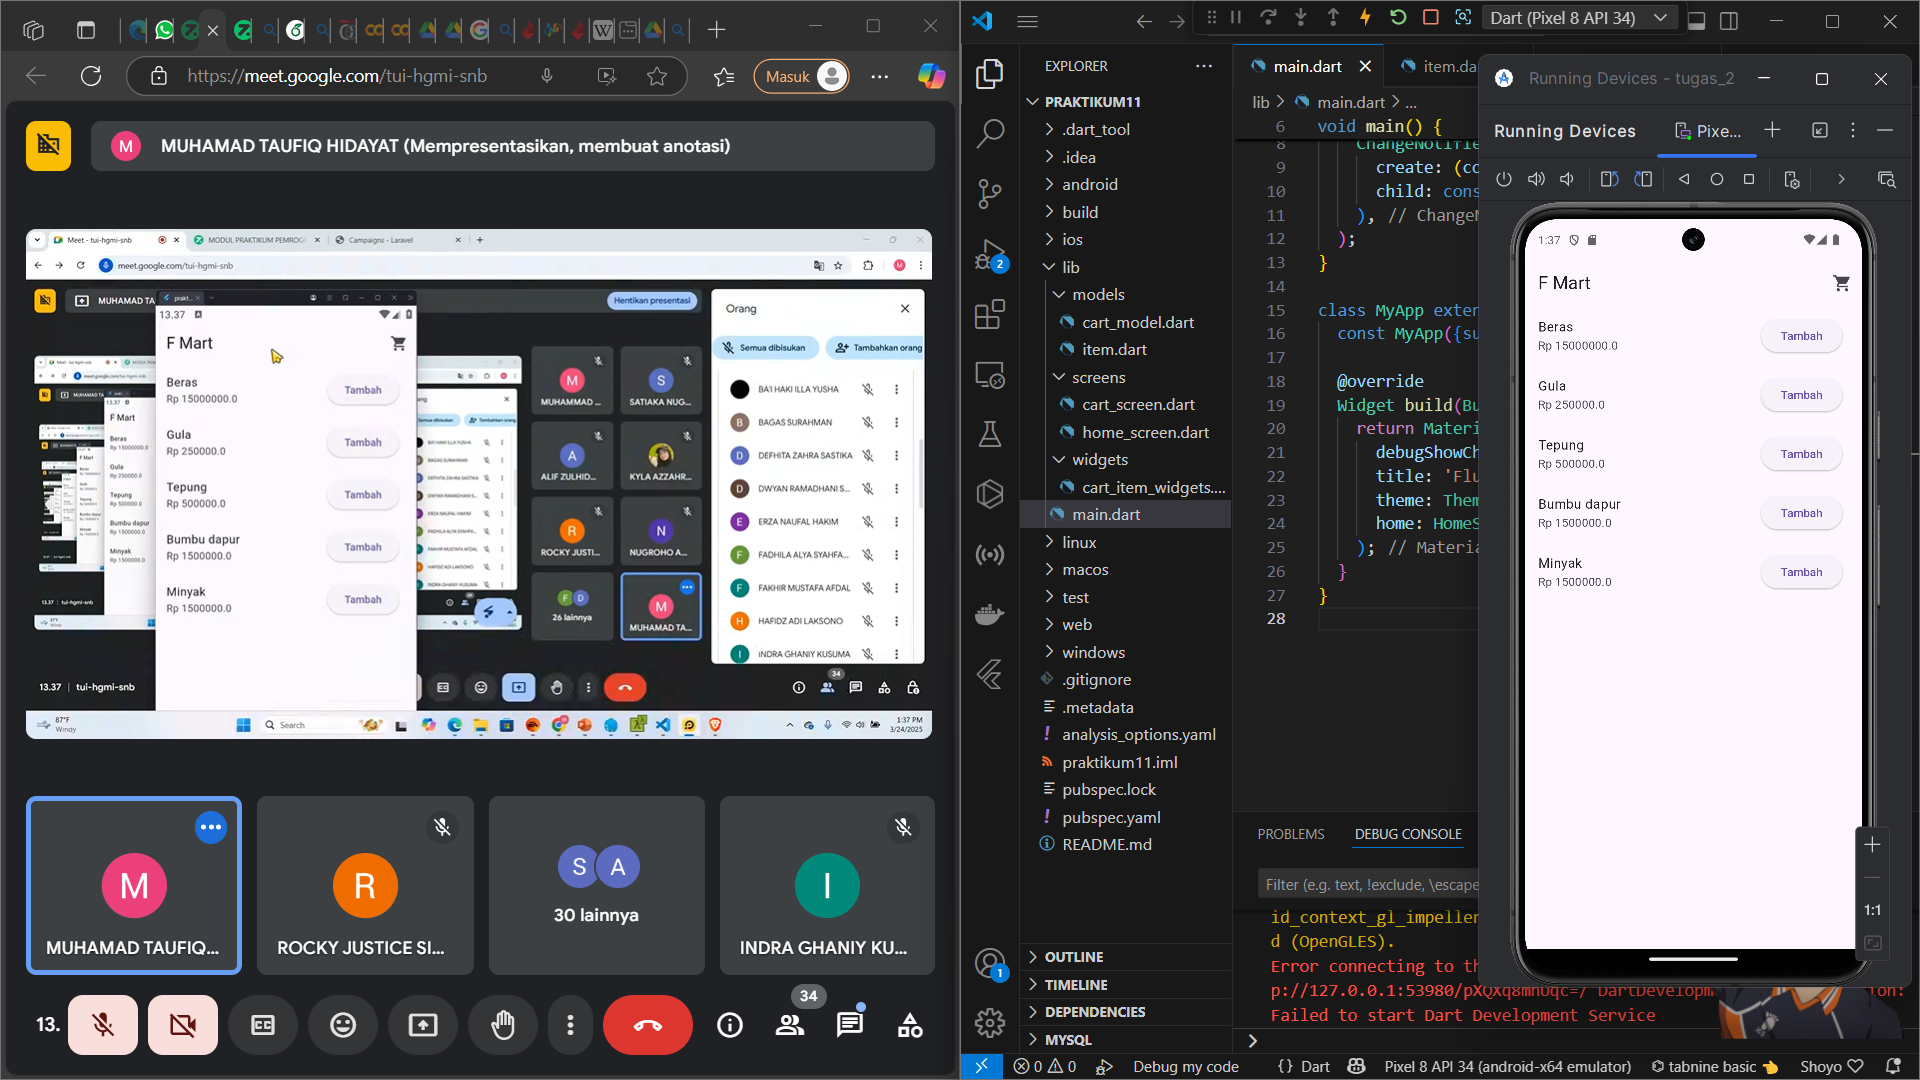 https://meet.google.com/tui-hgmi-snb
Masuk
M
MUHAMAD TAUFIQ HIDAYAT (Mempresentasikan, membuat anotasi)
Meet - tui-hgmi-snb
MODUL PRAKTIKUM PEMROG
Campaigns - Laravel
meet.google.com/tui-hgmi-snb
MUHAMAD TA
Hentikan presentasi
13.37
F Mart
Beras
Rp 15000000.0
Tambah
Gula
Rp 250000.0
Tambah
Tepung
Rp 500000.0
Tambah
Bumbu dapur
Rp 1500000.0
Tambah
Minyak
Rp 1500000.0
Tambah
M
MUHAMMAD ...
S
SATIAKA NUG...
A
ALIF ZULHID...
KYLA AZZAHR...
R
ROCKY JUSTI...
N
NUGROHO A...
F D
26 lainnya
M
MUHAMAD TA...
Orang
Semua dibisukan
Tambahkan orang
BA'I HAKI ILLA YUSHA
B
BAGAS SURAHMAN
D
DEFHITA ZAHRA SASTIKA
D
DWYAN RAMADHANI S...
E
ERZA NAUFAL HAKIM
F
FADHILA ALYA SYAHFA...
F
FAKHIR MUSTAFA AFDAL
H
HAFIDZ ADI LAKSONO
I
INDRA GHANIY KUSUMA
13.37 | tui-hgmi-snb
34
87°F
Windy
Search
1:37 PM
3/24/2025
M
MUHAMAD TAUFIQ...
R
ROCKY JUSTICE SI...
S A
30 lainnya
I
INDRA GHANIY KU...
13.
34
Dart (Pixel 8 API 34)
EXPLORER
PRAKTIKUM11
.dart_tool
.idea
android
build
ios
lib
models
cart_model.dart
item.dart
screens
cart_screen.dart
home_screen.dart
widgets
cart_item_widgets....
main.dart
linux
macos
test
web
windows
.gitignore
.metadata
analysis_options.yaml
praktikum11.iml
pubspec.lock
pubspec.yaml
README.md
OUTLINE
TIMELINE
DEPENDENCIES
MYSQL
2
1
main.dart
item.da
lib > main.dart > ...
6 void main() {
8 ChangeNotifie
9 create: (co
10 child: cons
11 ), // ChangeN
12 );
13 }
14
15 class MyApp exten
16 const MyApp({su
17
18 @override
19 Widget build(Bu
20 return Materi
21 debugShowCh
22 title: 'Flu
23 theme: Them
24 home: HomeS
25 ); // Materia
26 }
27 }
28
PROBLEMS
DEBUG CONSOLE
Filter (e.g. text, !exclude, \escape
id_context_gl_impeller
d (OpenGLES).
Error connecting to th
p://127.0.0.1:53980/pXQXq8mhUqc=/ DartDevelopm
ion:
Failed to start Dart Development Service
Running Devices - tugas_2
Running Devices
Pixe...
1:37
F Mart
Beras
Rp 15000000.0
Tambah
Gula
Rp 250000.0
Tambah
Tepung
Rp 500000.0
Tambah
Bumbu dapur
Rp 1500000.0
Tambah
Minyak
Rp 1500000.0
Tambah
1:1
0 0
Debug my code
{} Dart
Pixel 8 API 34 (android-x64 emulator)
tabnine basic
Shoyo